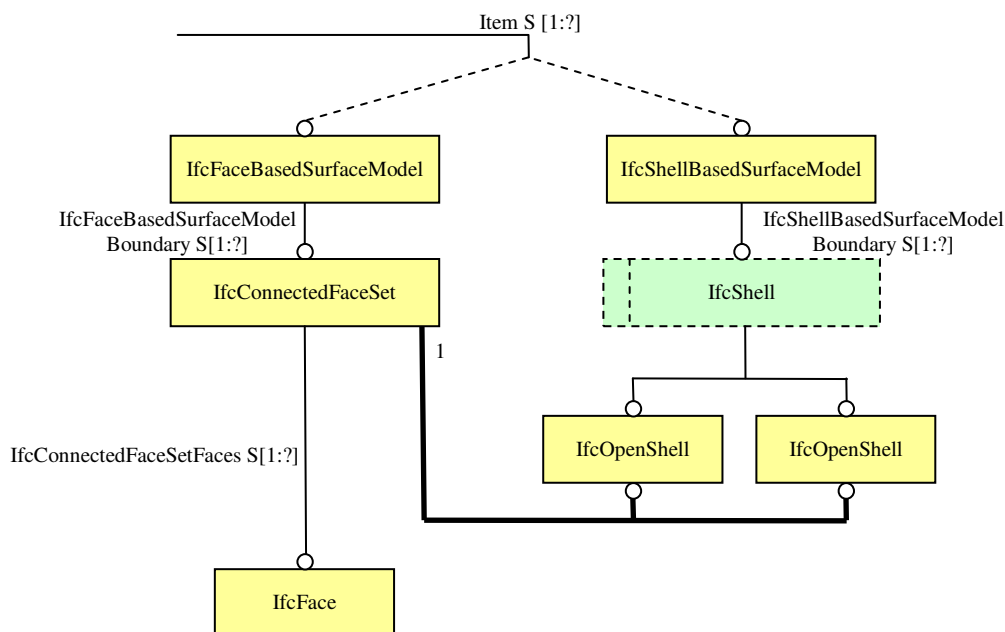 Item S [1:?]
IfcFaceBasedSurfaceModel
IfcShellBasedSurfaceModel
IfcFaceBasedSurfaceModel
Boundary S[1:?]
IfcShellBasedSurfaceModel
Boundary S[1:?]
IfcConnectedFaceSet
IfcShell
1
IfcOpenShell
IfcOpenShell
IfcConnectedFaceSetFaces S[1:?]
IfcFace